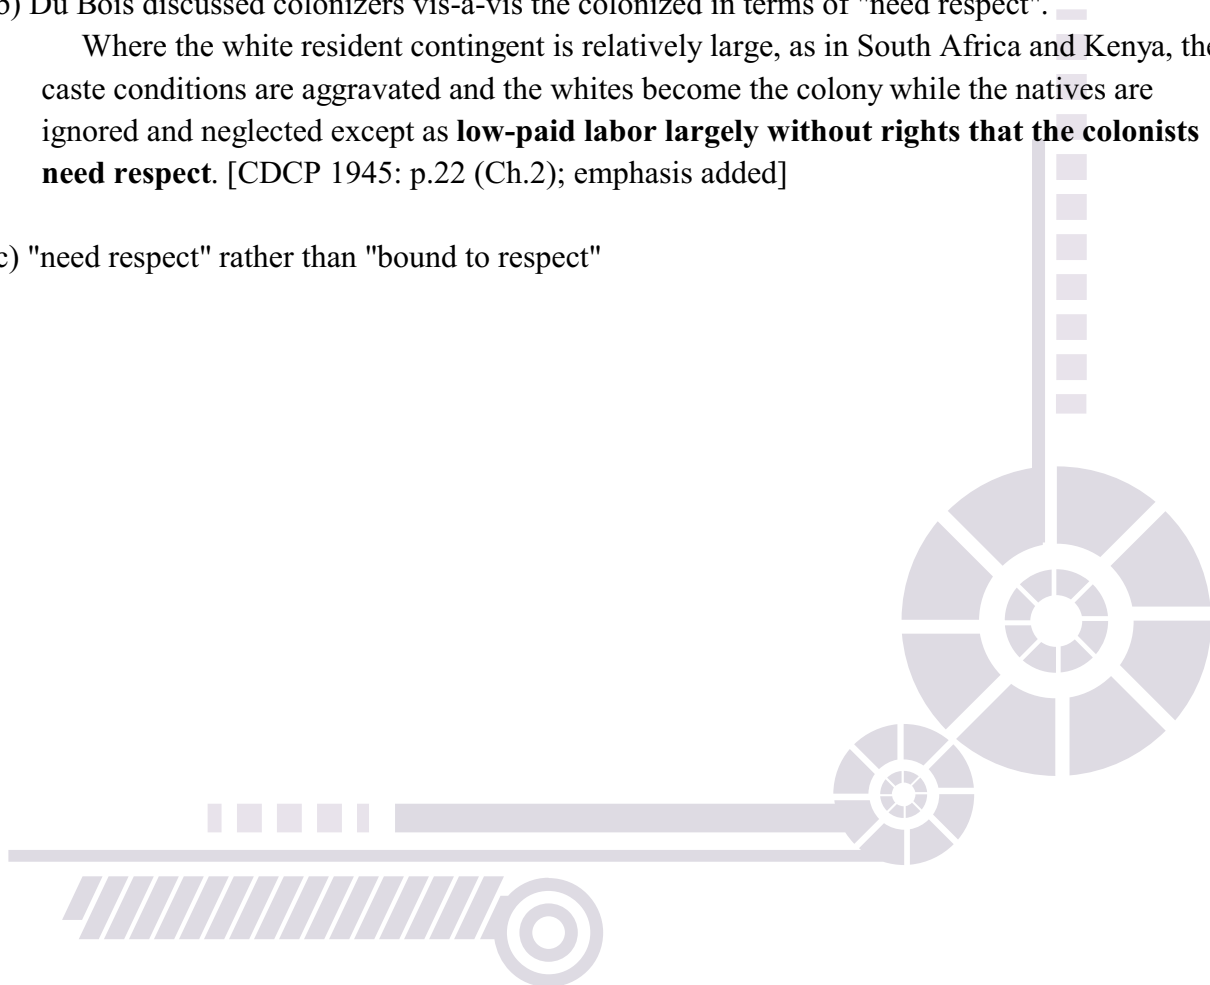 b) Du Bois discussed colonizers vis-a-vis the colonized in terms of "need respect".
Where the white resident contingent is relatively large, as in South Africa and Kenya, the
caste conditions are aggravated and the whites become the colony while the natives are
ignored and neglected except as low-paid labor largely without rights that the colonists
need respect. [CDCP 1945: p.22 (Ch.2); emphasis added]
c) "need respect" rather than "bound to respect"